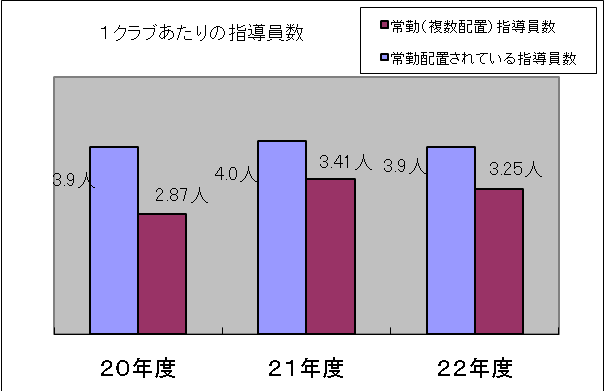 １クラブあたりの指導員数
常勤(複数配置)指導員数
常勤配置されている指導員数
3.9人
2.87人
4.0人
3.41人
3.9人
3.25人
２０年度
２１年度
２２年度